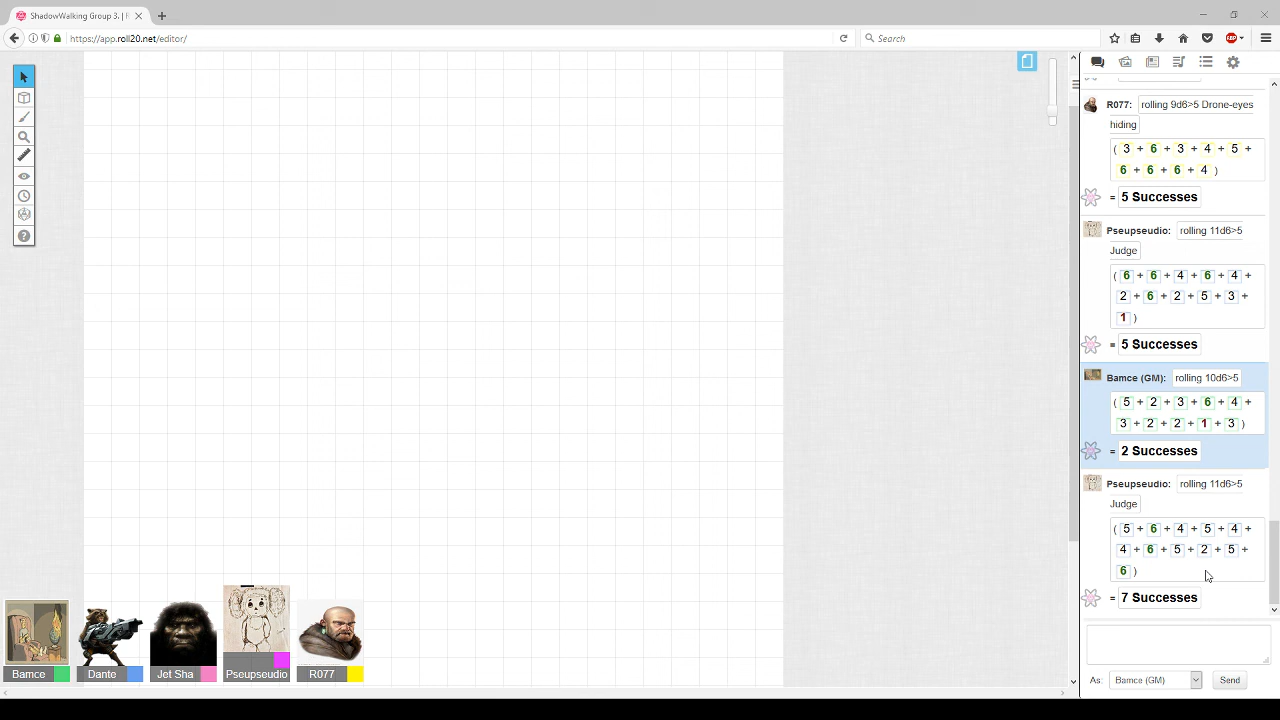 ShadowWalking Group 3. | R
https://app.roll20.net/editor/
Search
ABP
R077: rolling 9d6>5 Drone-eyes
hiding
( 3 + 6 + 3 + 4 + 5 +
6 + 6 + 6 + 4 )
= 5 Successes
Pseupseudio: rolling 11d6>5
Judge
( 6 + 6 + 4 + 6 + 4 +
2 + 6 + 2 + 5 + 3 +
1 )
= 5 Successes
Bamce (GM): rolling 10d6>5
( 5 + 2 + 3 + 6 + 4 +
3 + 2 + 2 + 1 + 3 )
= 2 Successes
Pseupseudio: rolling 11d6>5
Judge
( 5 + 6 + 4 + 5 + 4 +
4 + 6 + 5 + 2 + 5 +
6 )
= 7 Successes
As: Bamce (GM) Send
Bamce Dante Jet Sha Pseupseudio R077